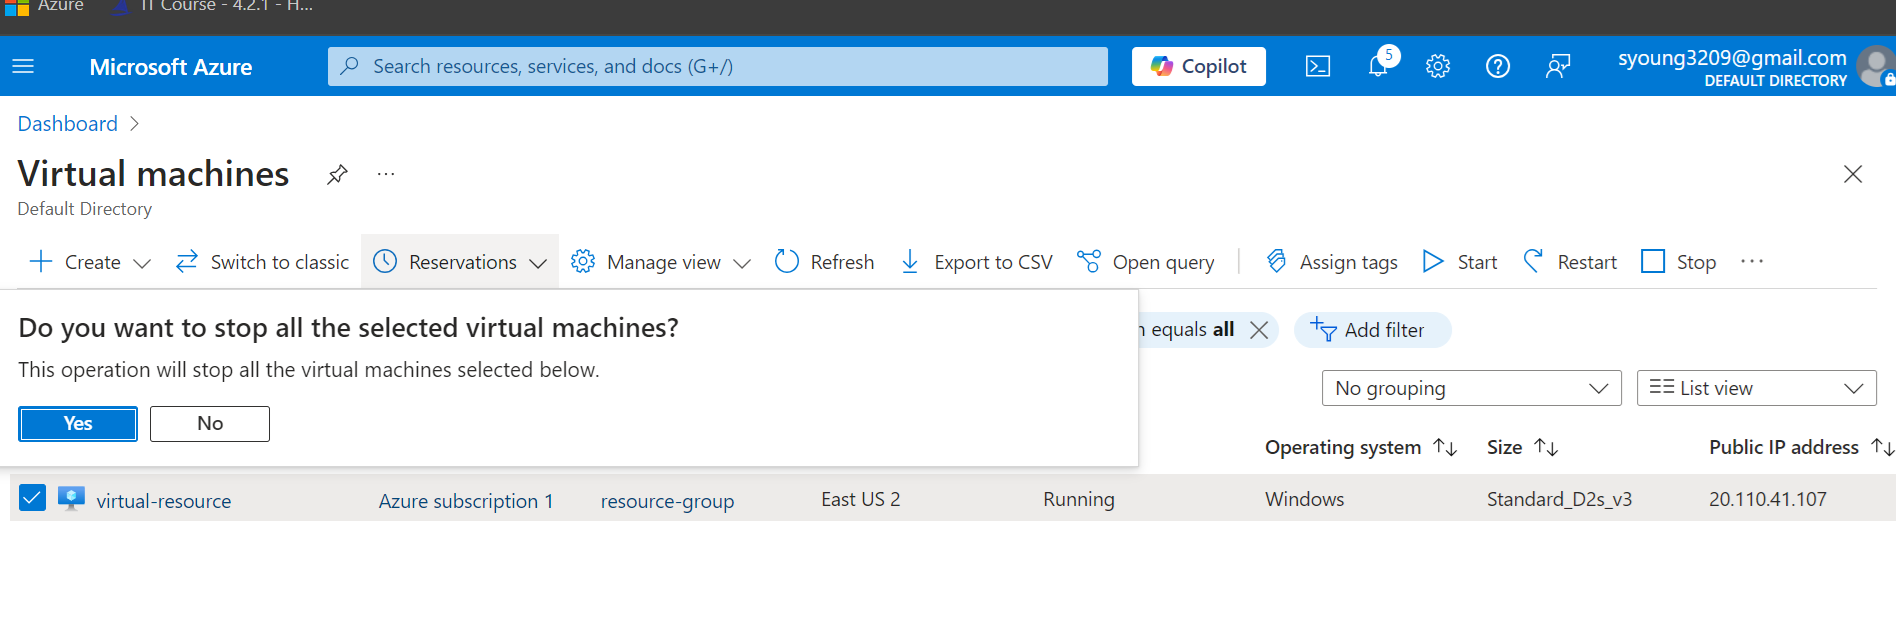 Azure IT Course - 4.2.1 - H...
Microsoft Azure Search resources, services, and docs (G+/) Copilot 5 syoung3209@gmail.com
DEFAULT DIRECTORY
Dashboard
Virtual machines ...
Default Directory
Create Switch to classic Reservations Manage view Refresh Export to CSV Open query Assign tags Start Restart Stop ...
Do you want to stop all the selected virtual machines?
equals all Add filter
This operation will stop all the virtual machines selected below.
No grouping List view
Yes No
Operating system Size Public IP address
virtual-resource Azure subscription 1 resource-group East US 2 Running Windows Standard_D2s_v3 20.110.41.107